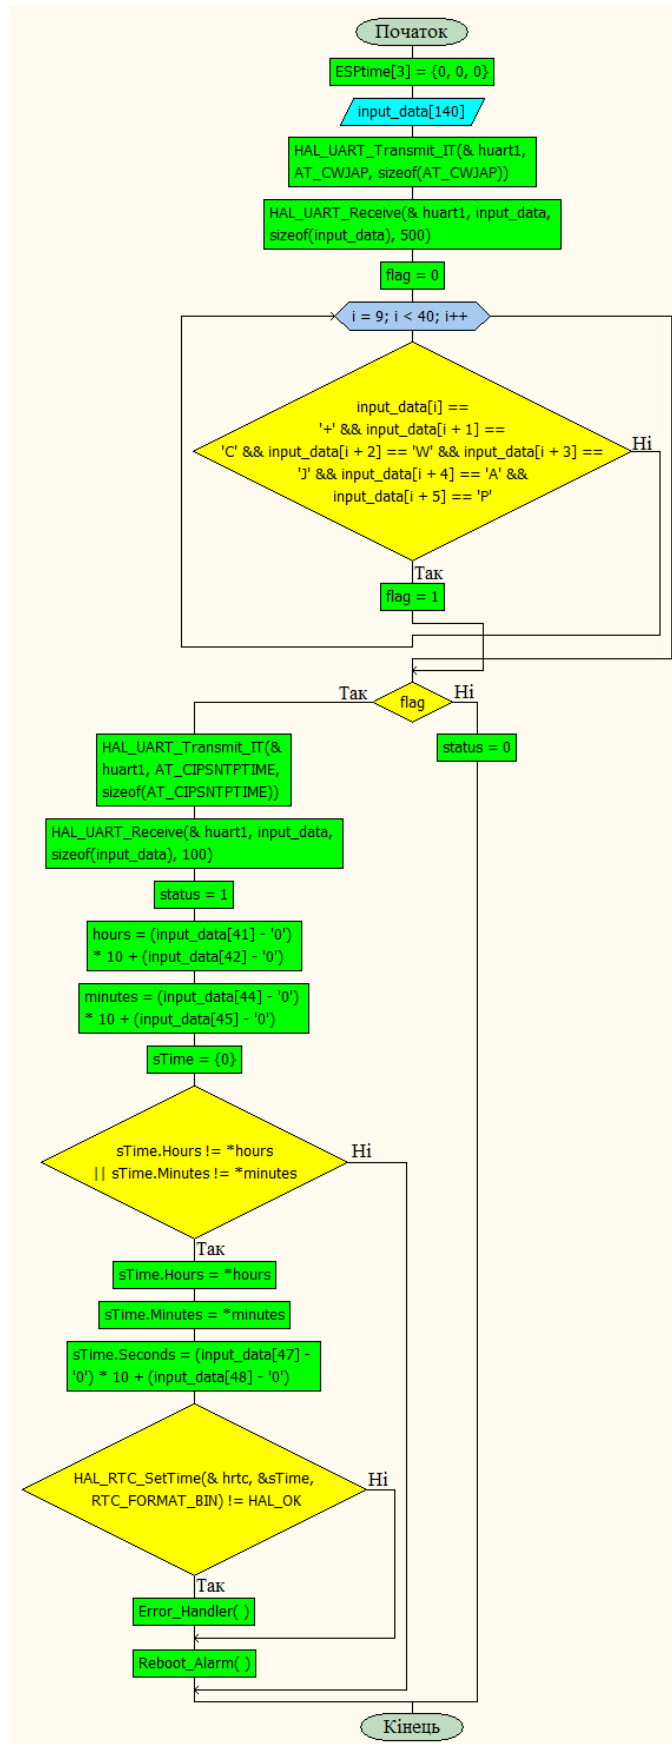 Початок
ESPtime[3] = {0, 0, 0}
input_data[140]
HAL_UART_Transmit_IT(& huart1,
AT_CWJAP, sizeof(AT_CWJAP))
HAL_UART_Receive(& huart1, input_data,
sizeof(input_data), 500)
flag = 0
i = 9; i < 40; i++
input_data[i] ==
'+' && input_data[i + 1] ==
'C' && input_data[i + 2] == 'W' && input_data[i + 3] ==
'J' && input_data[i + 4] == 'A' &&
input_data[i + 5] == 'P'
Ні
Так
flag = 1
Так
flag
Ні
HAL_UART_Transmit_IT(&
huart1, AT_CIPSNTPTIME,
sizeof(AT_CIPSNTPTIME))
status = 0
HAL_UART_Receive(& huart1, input_data,
sizeof(input_data), 100)
status = 1
hours = (input_data[41] - '0')
* 10 + (input_data[42] - '0')
minutes = (input_data[44] - '0')
* 10 + (input_data[45] - '0')
sTime = {0}
sTime.Hours != *hours
|| sTime.Minutes != *minutes
Ні
Так
sTime.Hours = *hours
sTime.Minutes = *minutes
sTime.Seconds = (input_data[47] -
'0') * 10 + (input_data[48] - '0')
HAL_RTC_SetTime(& hrtc, &sTime,
RTC_FORMAT_BIN) != HAL_OK
Ні
Так
Error_Handler( )
Reboot_Alarm( )
Кінець